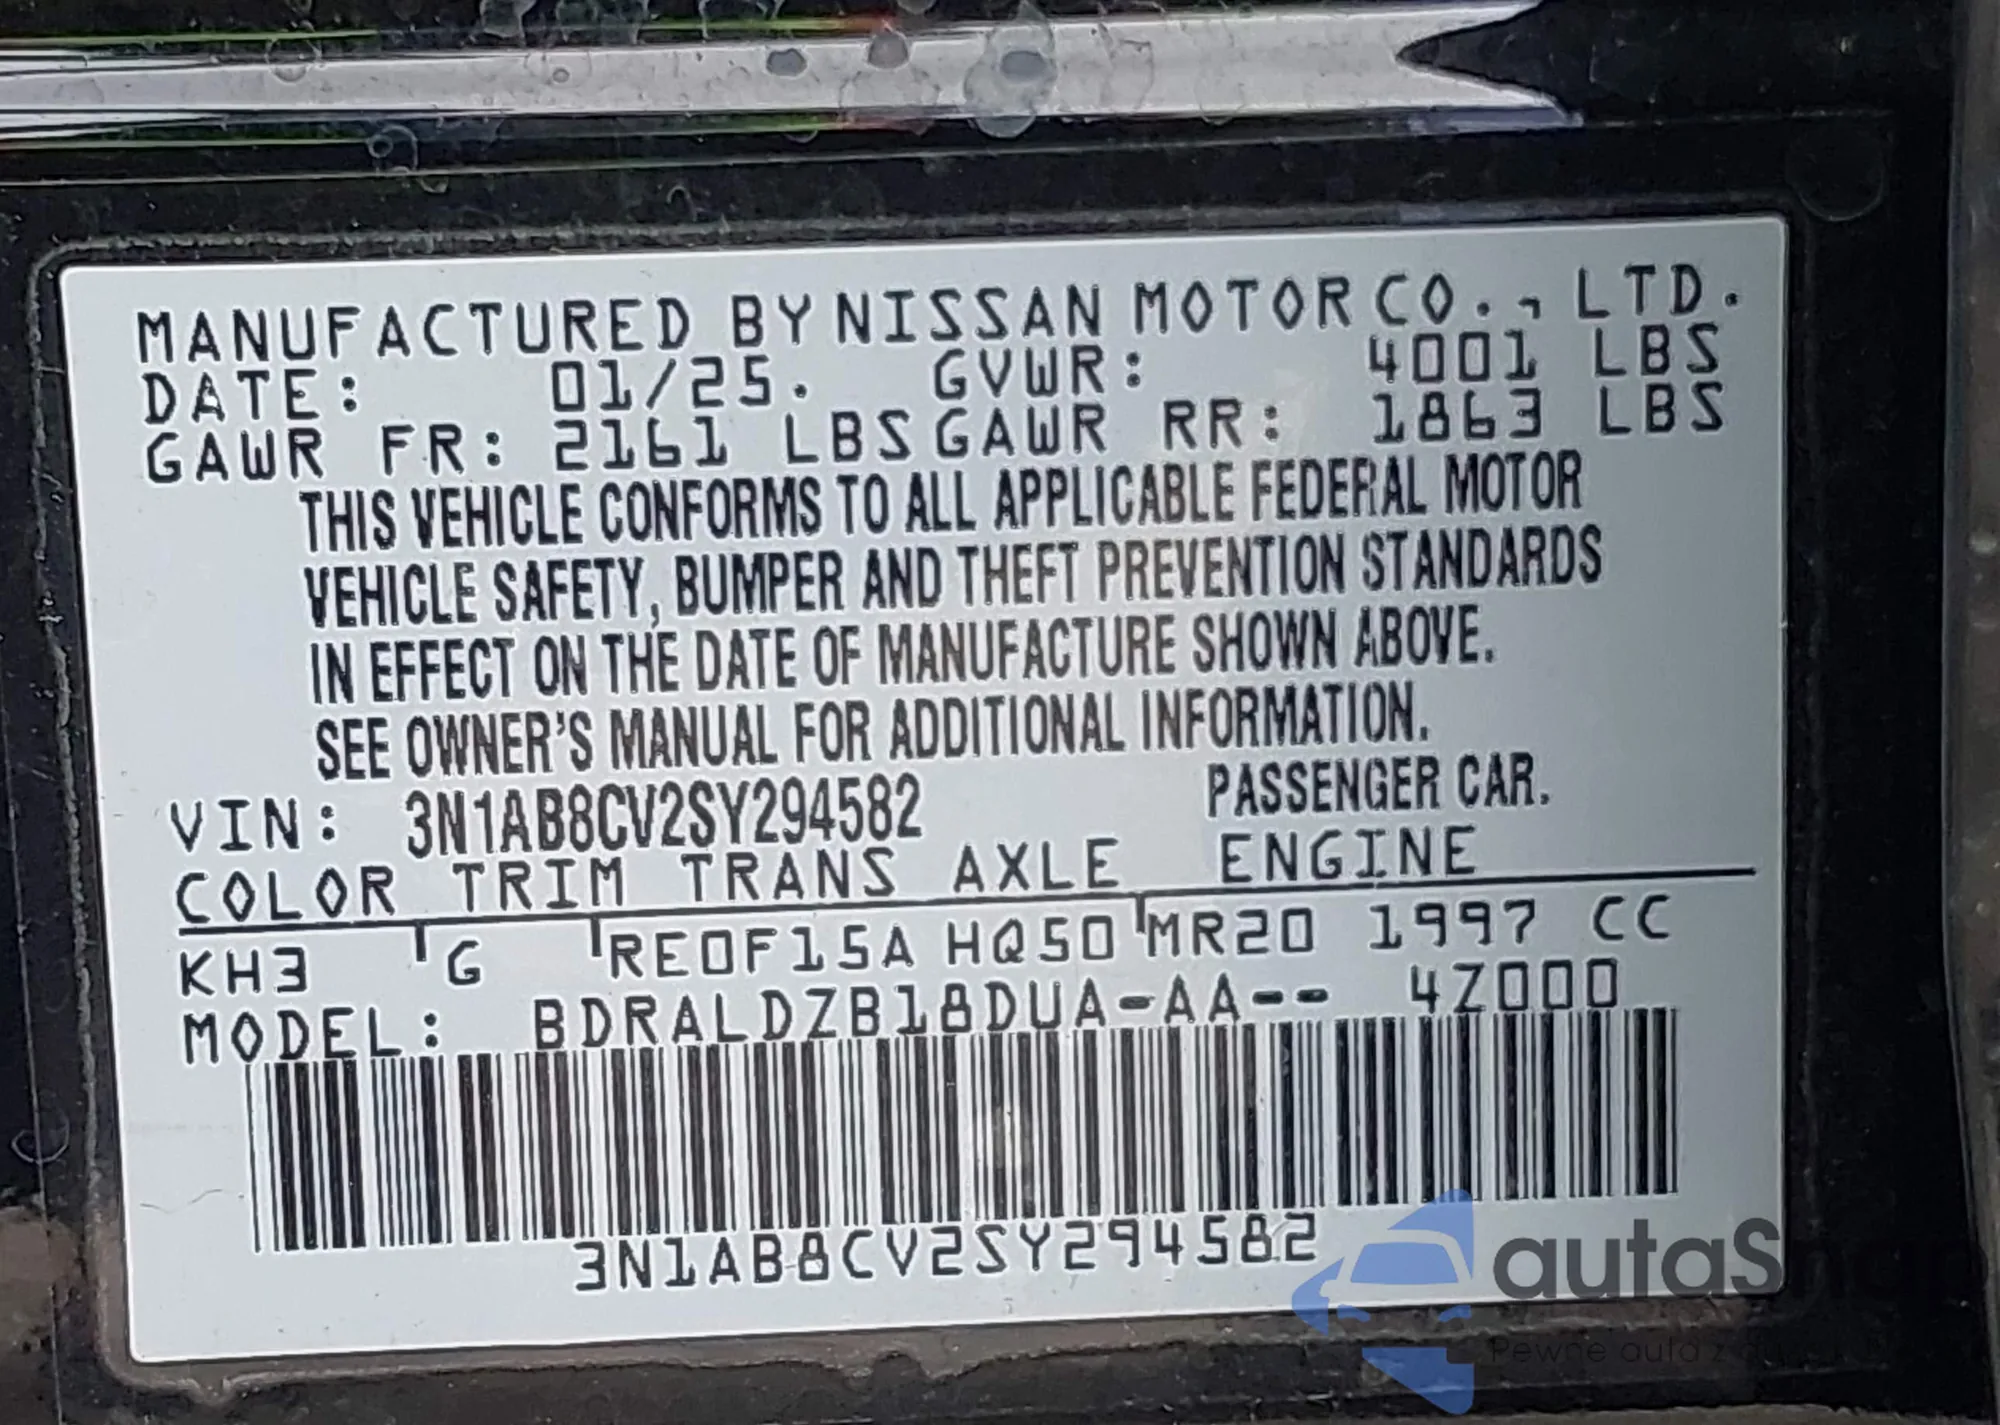 MANUFACTURED BY NISSAN MOTOR CO., LTD.
DATE: 01/25. GVWR: 4001 LBS
GAWR FR: 2161 LBS GAWR RR: 1863 LBS
THIS VEHICLE CONFORMS TO ALL APPLICABLE FEDERAL MOTOR
VEHICLE SAFETY, BUMPER AND THEFT PREVENTION STANDARDS
IN EFFECT ON THE DATE OF MANUFACTURE SHOWN ABOVE.
SEE OWNER'S MANUAL FOR ADDITIONAL INFORMATION.
VIN: 3N1AB8CV2SY294582 PASSENGER CAR.
COLOR TRIM TRANS AXLE ENGINE
KH3 G RE0F15A HQ50 MR20 1997 CC
MODEL: BDRALDZB18DUA-AA-- 4Z000
3N1AB8CV2SY294582
autaSh
Pewne auta z